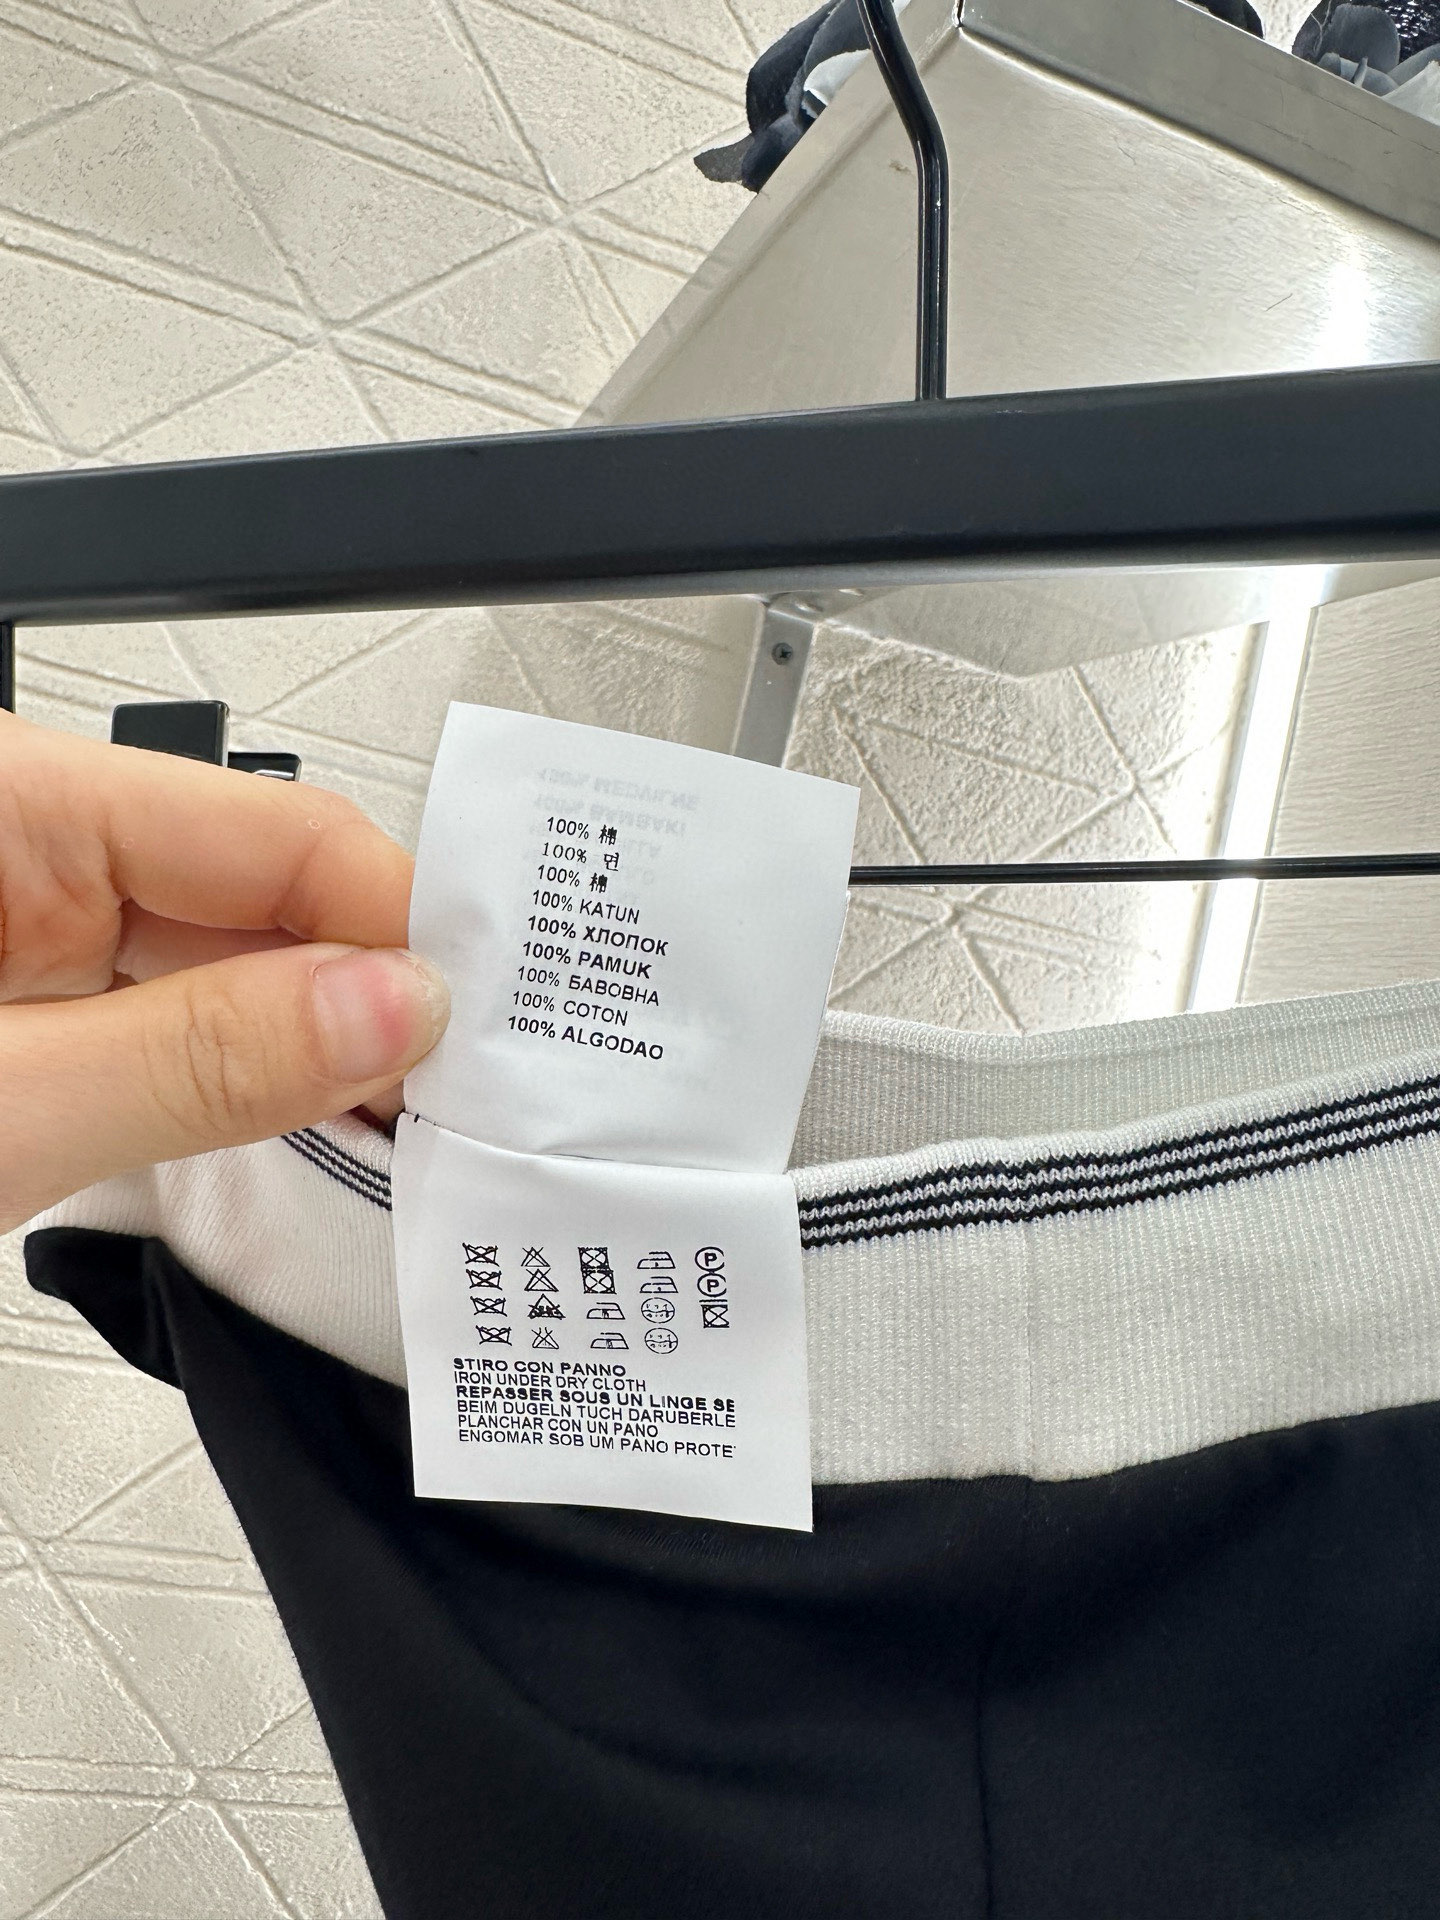 100% 棉
100% 면
100% 棉
100% KATUN
100% ХЛОПОК
100% PAMUK
100% БАВОВНА
100% COTON
100% ALGODAO
P
P
STIRO CON PANNO
IRON UNDER DRY CLOTH
REPASSER SOUS UN LINGE SE
BEIM DUGELN TUCH DARUBERLE
PLANCHAR CON UN PANO
ENGOMAR SOB UM PANO PROTE